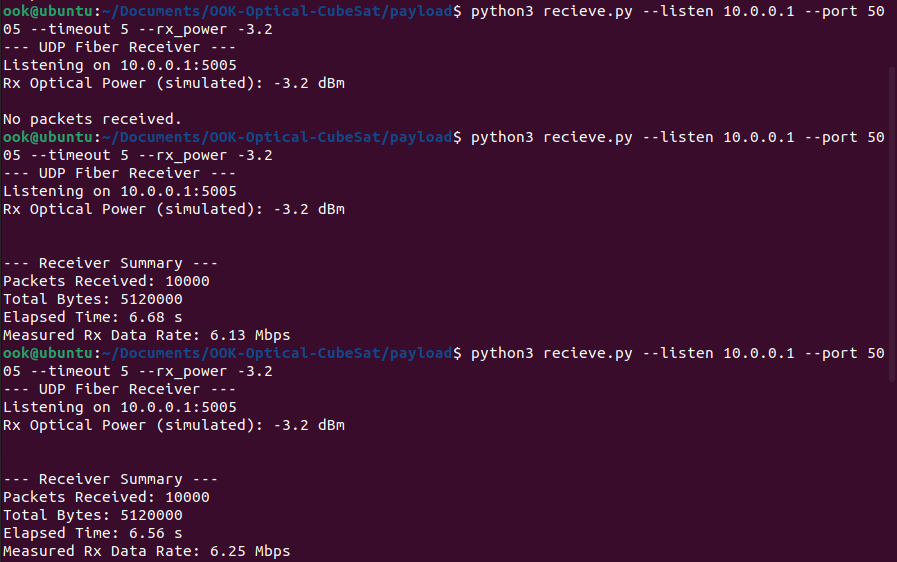 ook@ubuntu:~/Documents/OOK-Optical-CubeSat/payload$ python3 recieve.py --listen 10.0.0.1 --port 50
05 --timeout 5 --rx_power -3.2
--- UDP Fiber Receiver ---
Listening on 10.0.0.1:5005
Rx Optical Power (simulated): -3.2 dBm
No packets received.
ook@ubuntu:~/Documents/OOK-Optical-CubeSat/payload$ python3 recieve.py --listen 10.0.0.1 --port 50
05 --timeout 5 --rx_power -3.2
--- UDP Fiber Receiver ---
Listening on 10.0.0.1:5005
Rx Optical Power (simulated): -3.2 dBm
--- Receiver Summary ---
Packets Received: 10000
Total Bytes: 5120000
Elapsed Time: 6.68 s
Measured Rx Data Rate: 6.13 Mbps
ook@ubuntu:~/Documents/OOK-Optical-CubeSat/payload$ python3 recieve.py --listen 10.0.0.1 --port 50
05 --timeout 5 --rx_power -3.2
--- UDP Fiber Receiver ---
Listening on 10.0.0.1:5005
Rx Optical Power (simulated): -3.2 dBm
--- Receiver Summary ---
Packets Received: 10000
Total Bytes: 5120000
Elapsed Time: 6.56 s
Measured Rx Data Rate: 6.25 Mbps